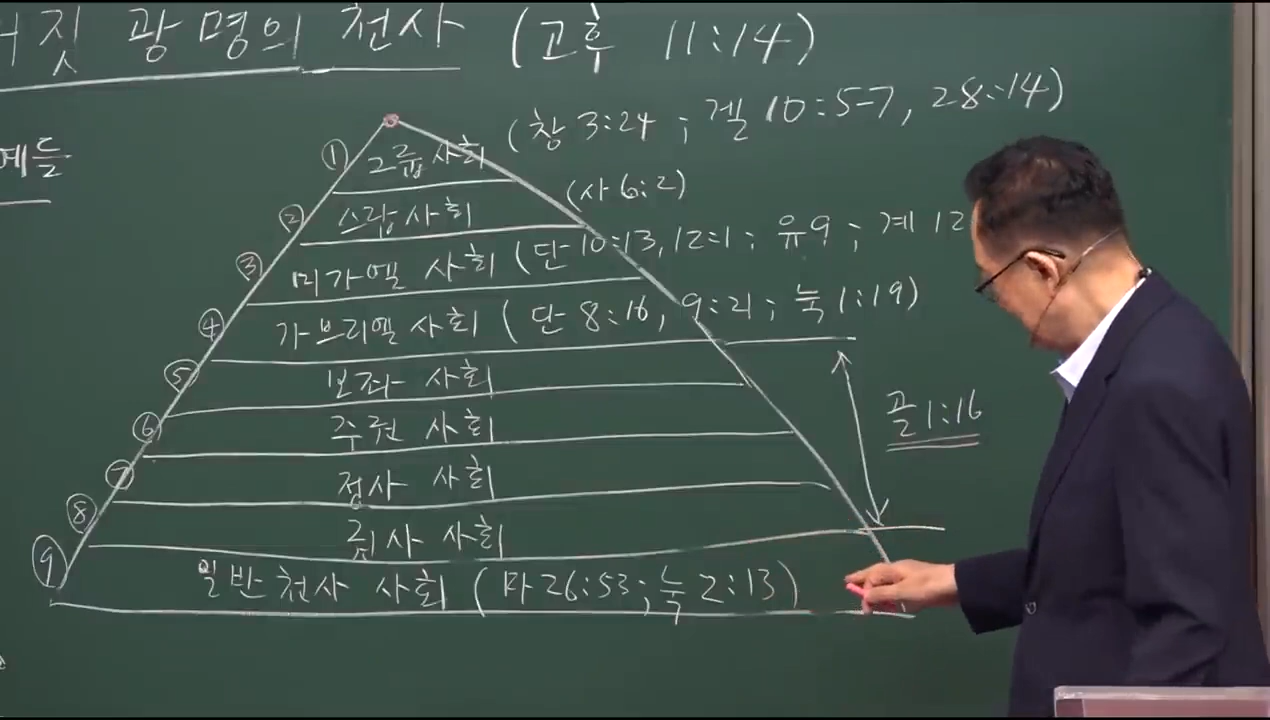 거짓 광명의 천사 (고후 11:14)
예들
① 그룹 사회 (창 3:24 ; 겔 10:5-7, 28:14)
② 스랍 사회 (사 6:2)
③ 미가엘 사회 (단 10:13, 12:1 ; 유9 ; 계 12
④ 가브리엘 사회 (단 8:16, 9:21 ; 눅 1:19)
⑤ 보좌 사회
⑥ 주권 사회
골 1:16
⑦ 정사 사회
⑧ 사회
⑨ 일반 천사 사회 (마 26:53 ; 눅 2:13)